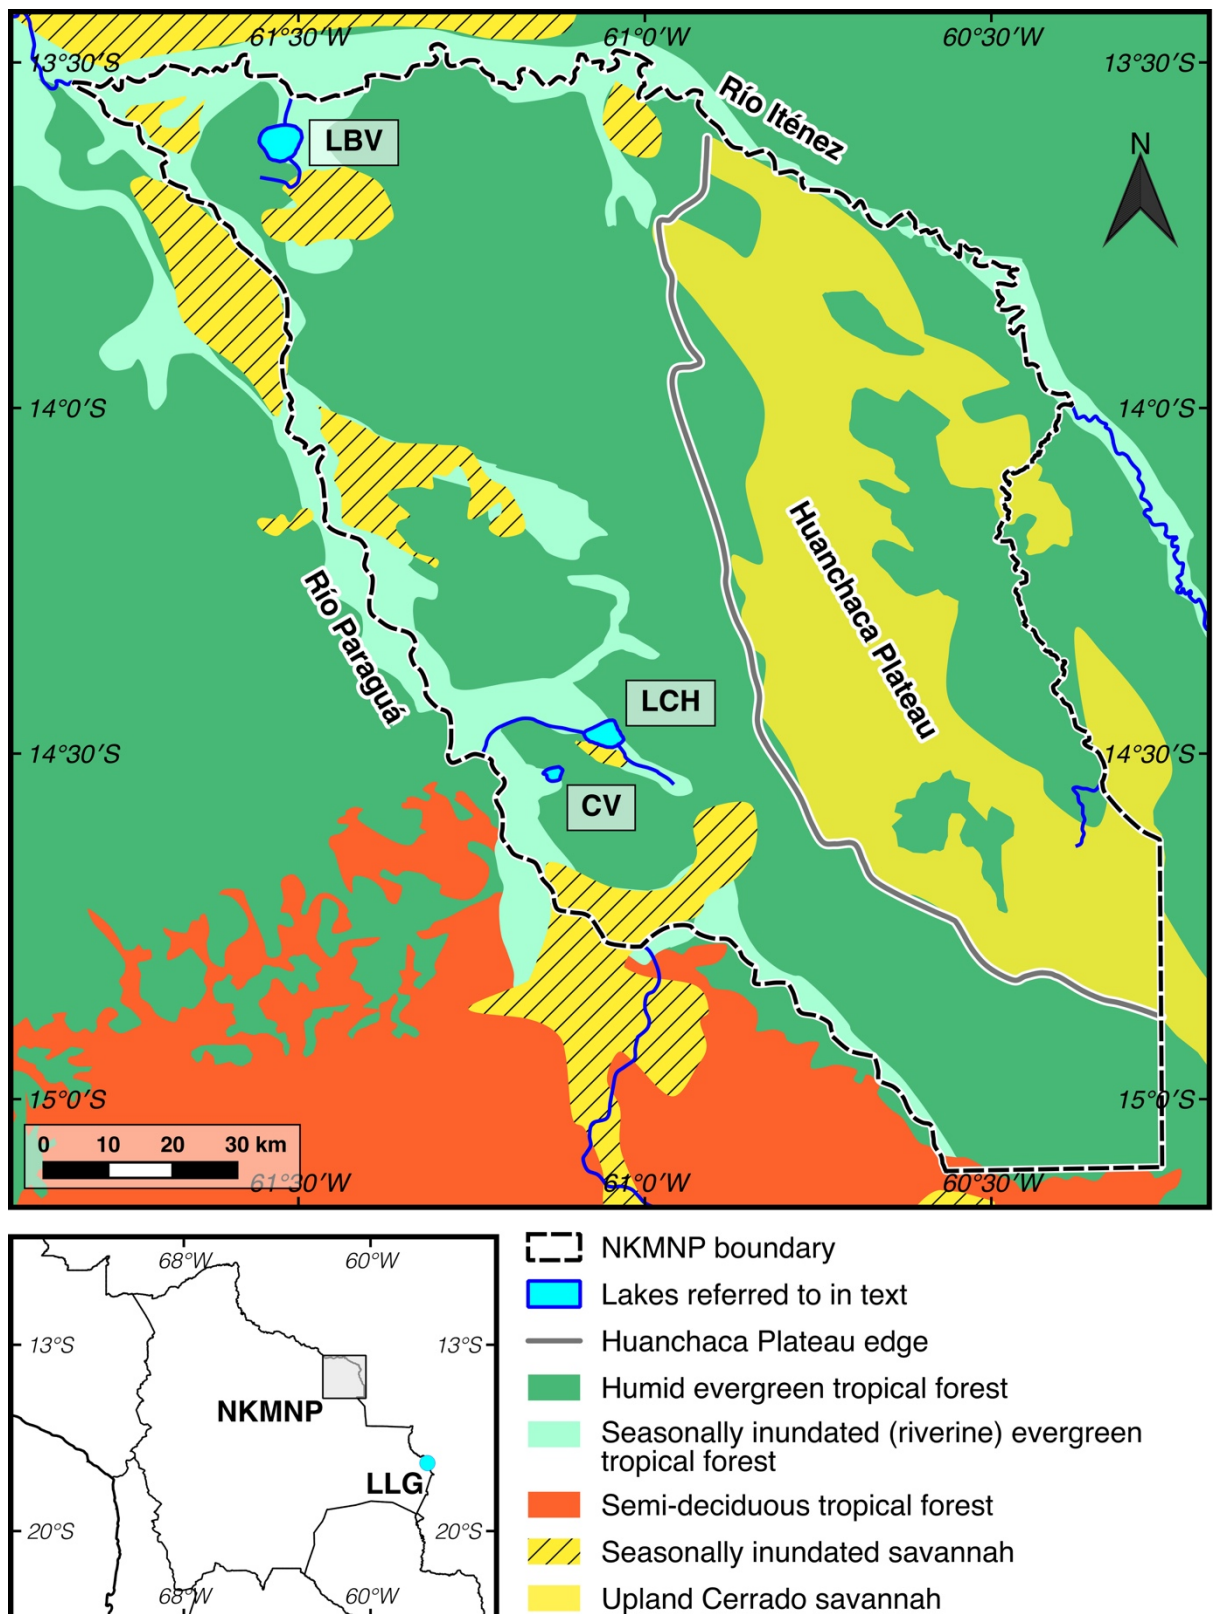 61°30′W
61°0′W
60°30′W
13°30′S
13°30′S
Río Iténez
LBV
N
14°0′S
14°0′S
Huanchaca Plateau
Río Paraguá
LCH
14°30′S
14°30′S
CV
15°0′S
15°0′S
0 10 20 30 km
61°30′W
61°0′W
60°30′W
68°W
60°W
13°S
13°S
NKMNP
LLG
20°S
20°S
68°W
60°W
NKMNP boundary
Lakes referred to in text
Huanchaca Plateau edge
Humid evergreen tropical forest
Seasonally inundated (riverine) evergreen
tropical forest
Semi-deciduous tropical forest
Seasonally inundated savannah
Upland Cerrado savannah